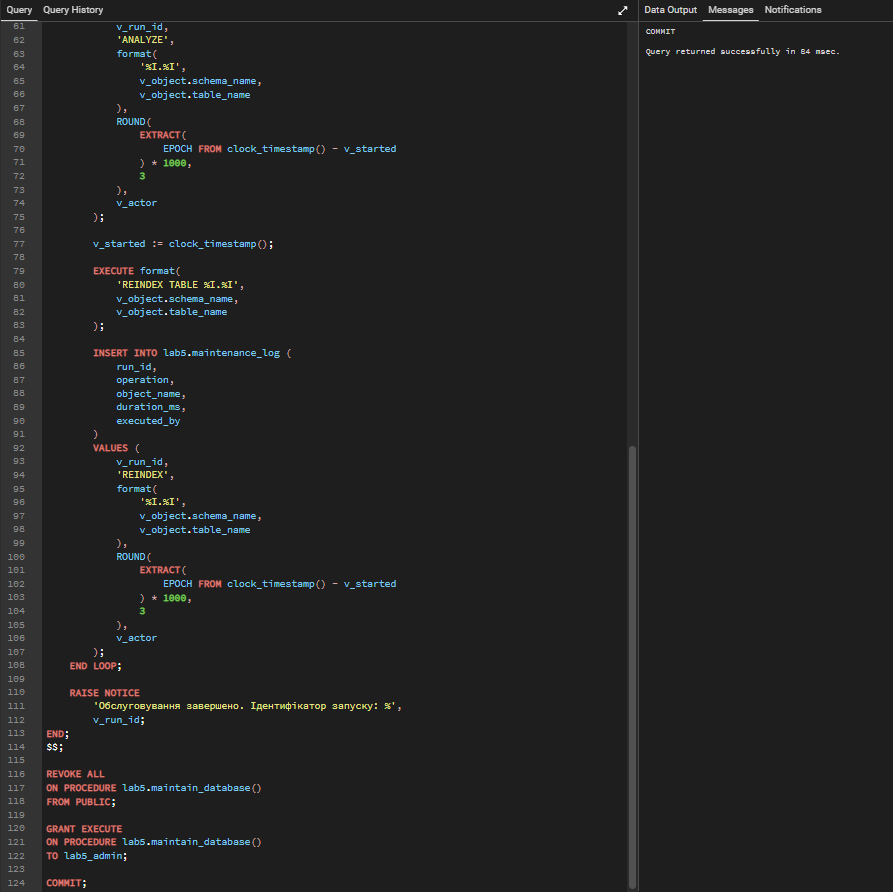 Query Query History
61 v_run_id,
62 'ANALYZE',
63 format(
64 '%I.%I',
65 v_object.schema_name,
66 v_object.table_name
67 ),
68 ROUND(
69 EXTRACT(
70 EPOCH FROM clock_timestamp() - v_started
71 ) * 1000,
72 3
73 ),
74 v_actor
75 );
76
77 v_started := clock_timestamp();
78
79 EXECUTE format(
80 'REINDEX TABLE %I.%I',
81 v_object.schema_name,
82 v_object.table_name
83 );
84
85 INSERT INTO lab5.maintenance_log (
86 run_id,
87 operation,
88 object_name,
89 duration_ms,
90 executed_by
91 )
92 VALUES (
93 v_run_id,
94 'REINDEX',
95 format(
96 '%I.%I',
97 v_object.schema_name,
98 v_object.table_name
99 ),
100 ROUND(
101 EXTRACT(
102 EPOCH FROM clock_timestamp() - v_started
103 ) * 1000,
104 3
105 ),
106 v_actor
107 );
108 END LOOP;
109
110 RAISE NOTICE
111 'Обслуговування завершено. Ідентифікатор запуску: %',
112 v_run_id;
113 END;
114 $$;
115
116 REVOKE ALL
117 ON PROCEDURE lab5.maintain_database()
118 FROM PUBLIC;
119
120 GRANT EXECUTE
121 ON PROCEDURE lab5.maintain_database()
122 TO lab5_admin;
123
124 COMMIT;
Data Output Messages Notifications
COMMIT
Query returned successfully in 64 msec.